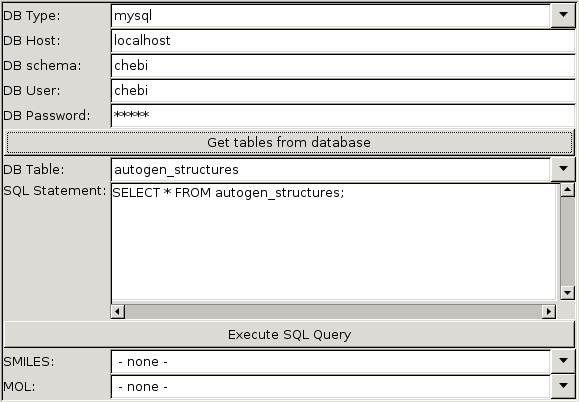 DB Type: mysql
DB Host: localhost
DB schema: chebi
DB User: chebi
DB Password: *****
Get tables from database
DB Table: autogen_structures
SQL Statement: SELECT * FROM autogen_structures;
Execute SQL Query
SMILES: - none -
MOL: - none -